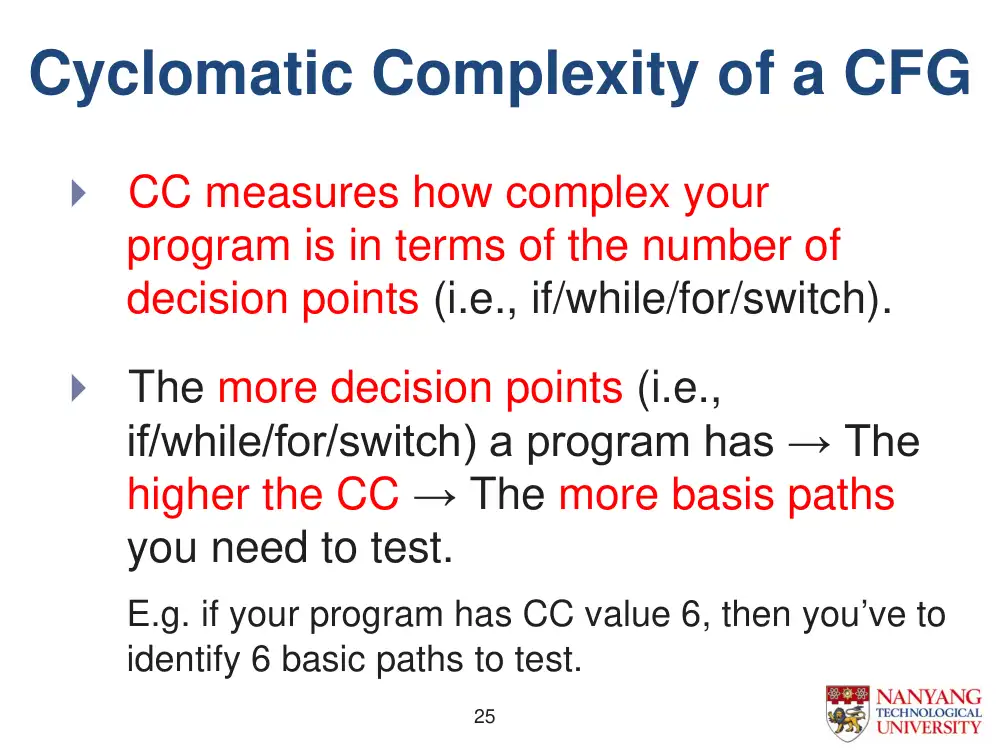 Cyclomatic Complexity of a CFG
CC measures how complex your
program is in terms of the number of
decision points (i.e., if/while/for/switch).
The more decision points (i.e.,
if/while/for/switch) a program has → The
higher the CC → The more basis paths
you need to test.
E.g. if your program has CC value 6, then you’ve to
identify 6 basic paths to test.
25
NANYANG
TECHNOLOGICAL
UNIVERSITY